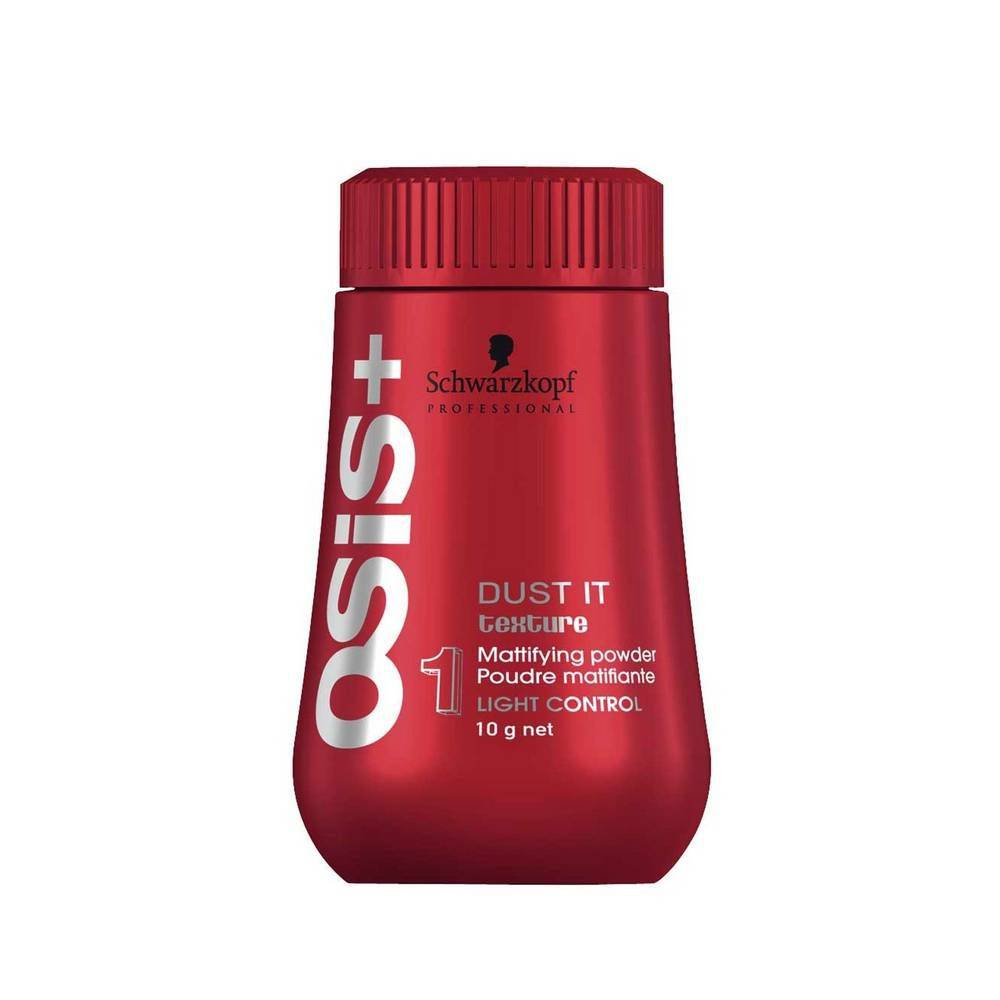 Schwarzkopf
PROFESSIONAL
OSiS+
DUST IT
texture
1
Mattifying powder
Poudre matifiante
LIGHT CONTROL
10 g net